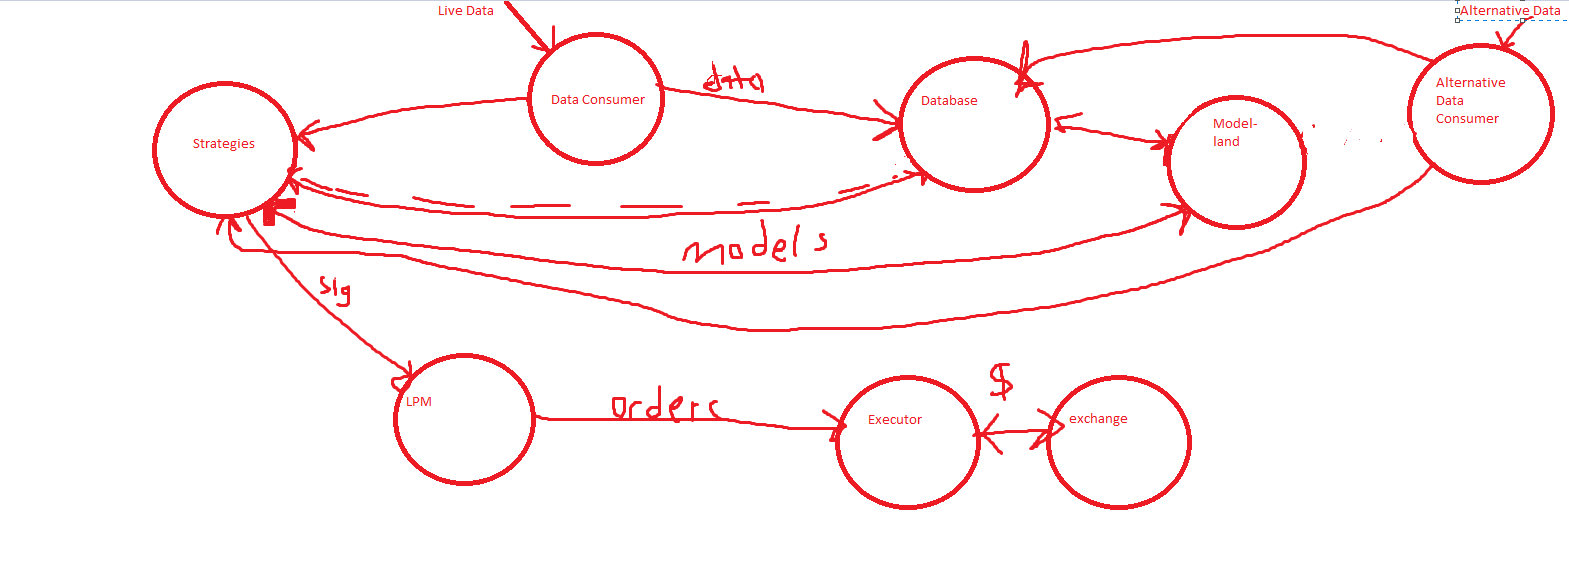 Live Data
Alternative Data
Data Consumer
data
Database
Alternative
Data
Consumer
Model-
land
Strategies
models
sig
LPM
orders
$
Executor
exchange